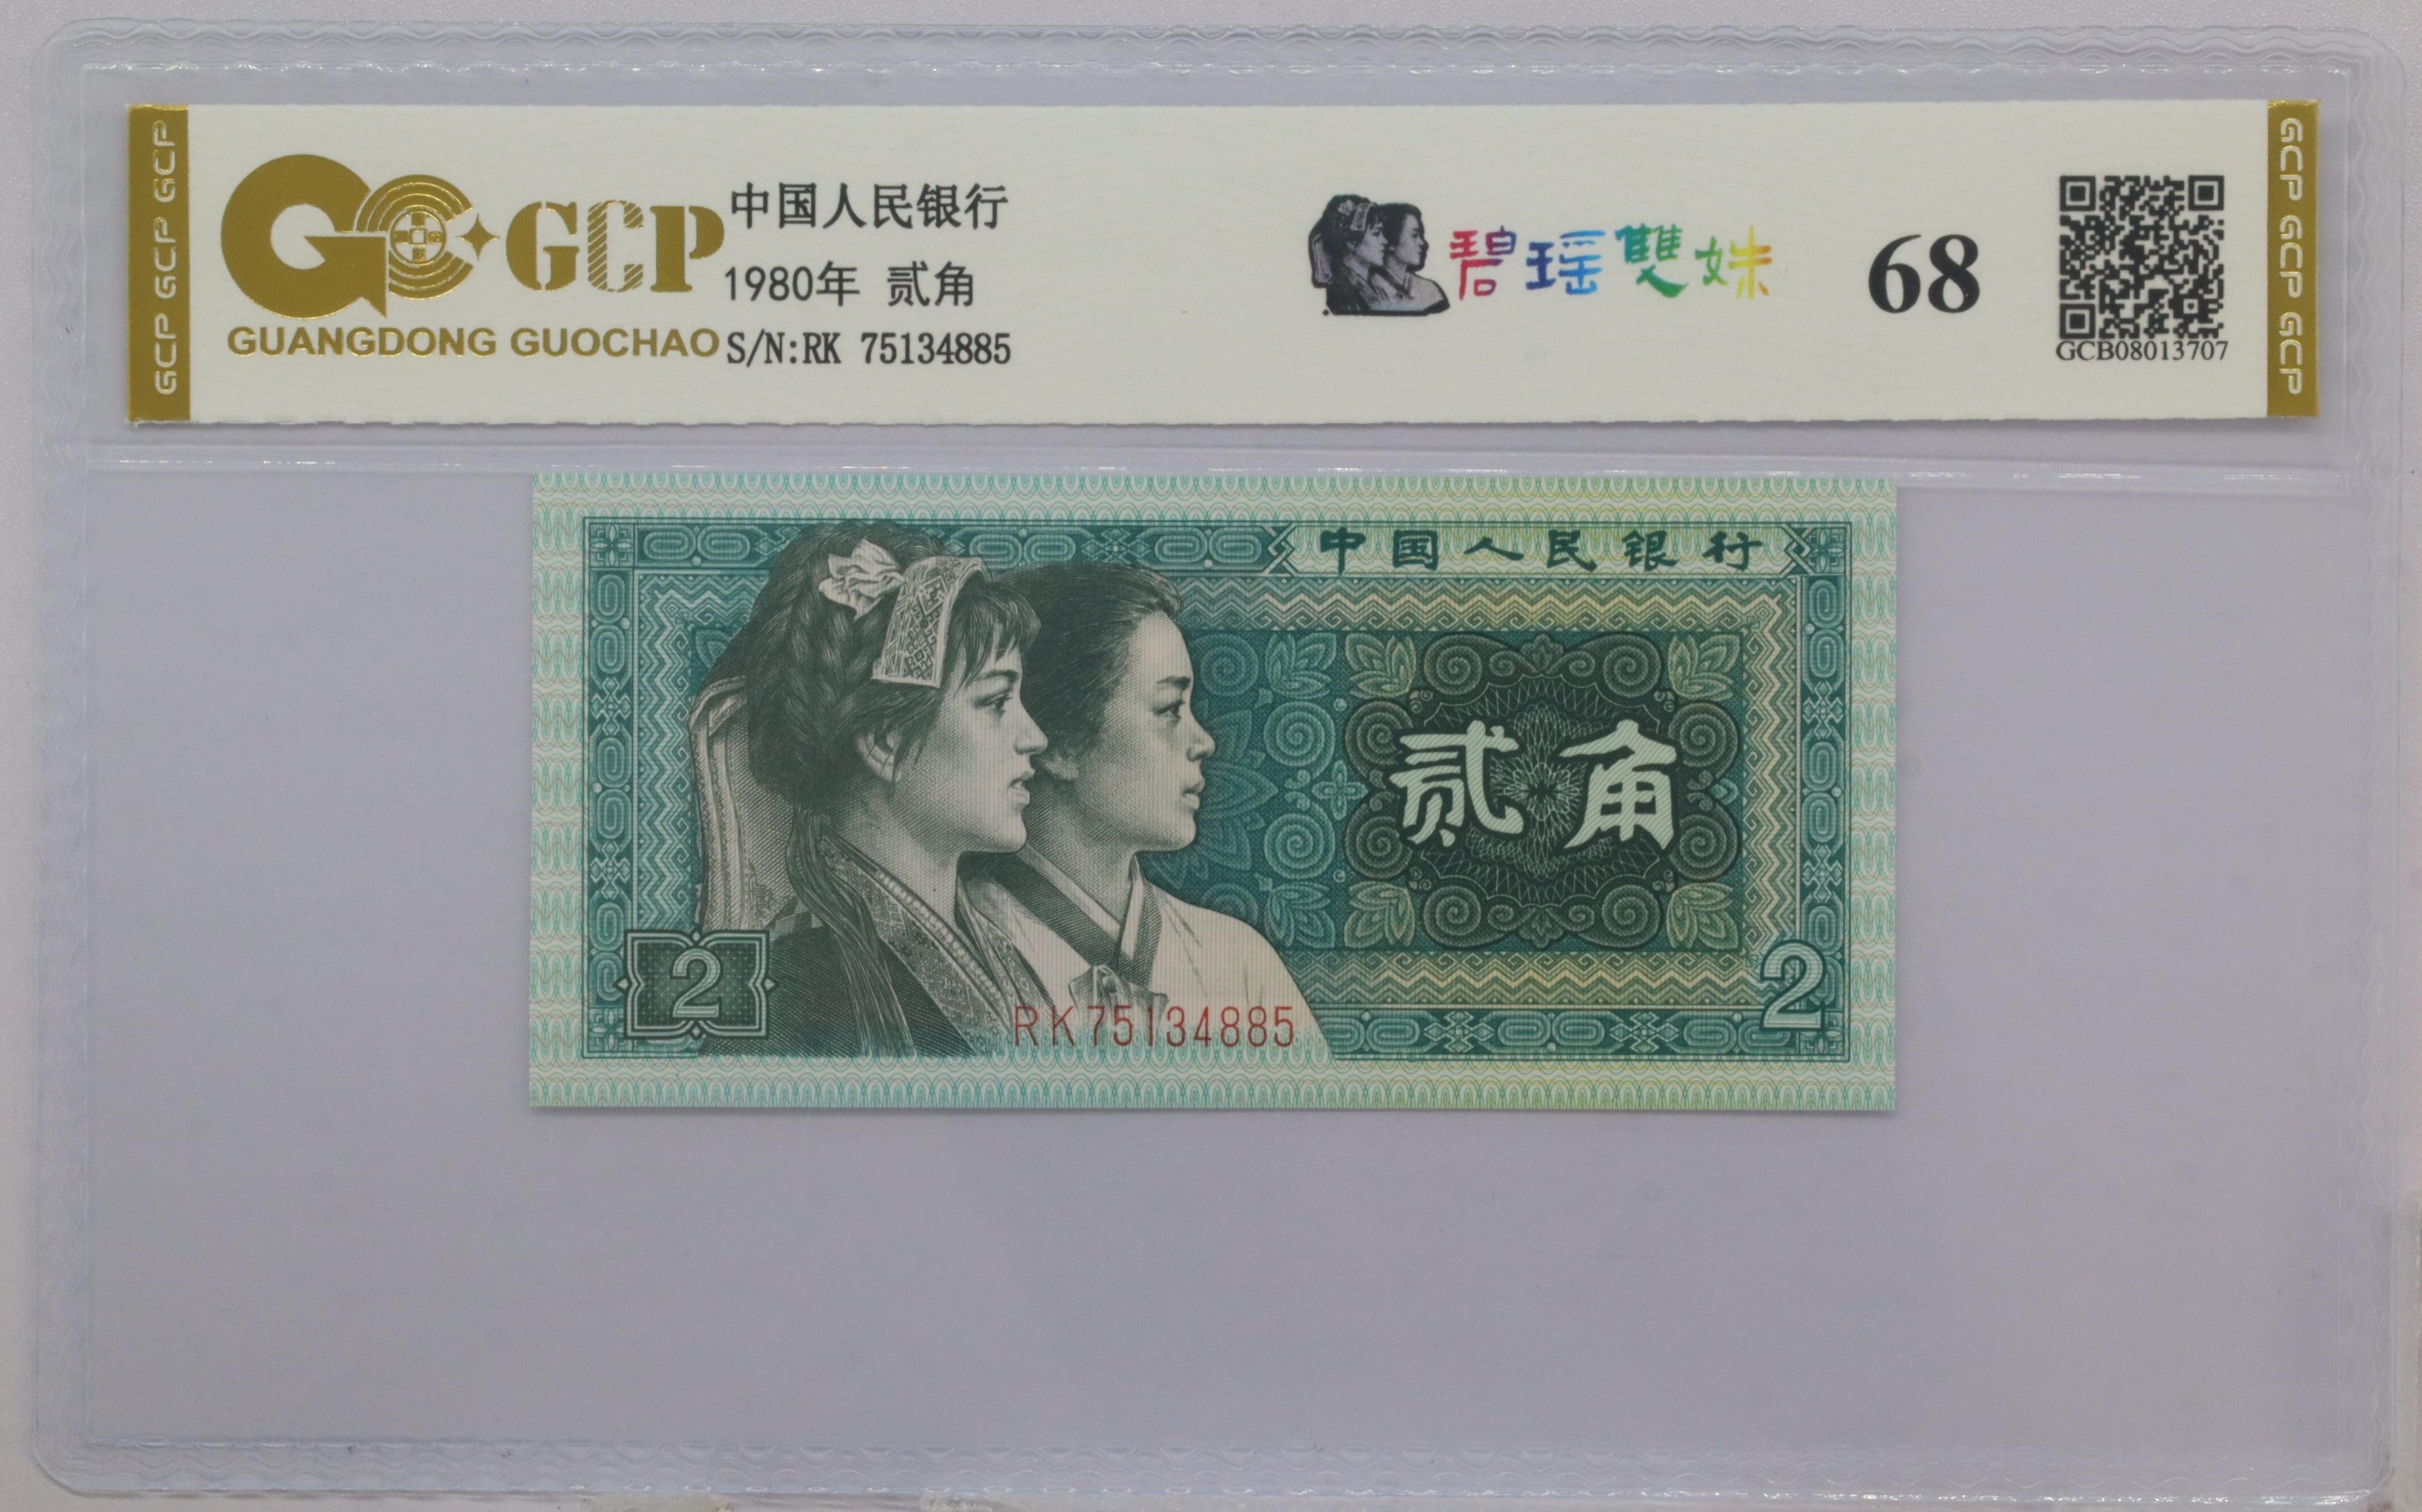 GCP GCP GCP
GCP
GUANGDONG GUOCHAO
中国人民银行
1980年 贰角
S/N:RK 75134885
碧瑶雙姝
68
GCB08013707
GCP GCP GCP
中国人民银行
贰角
2
RK75134885
2